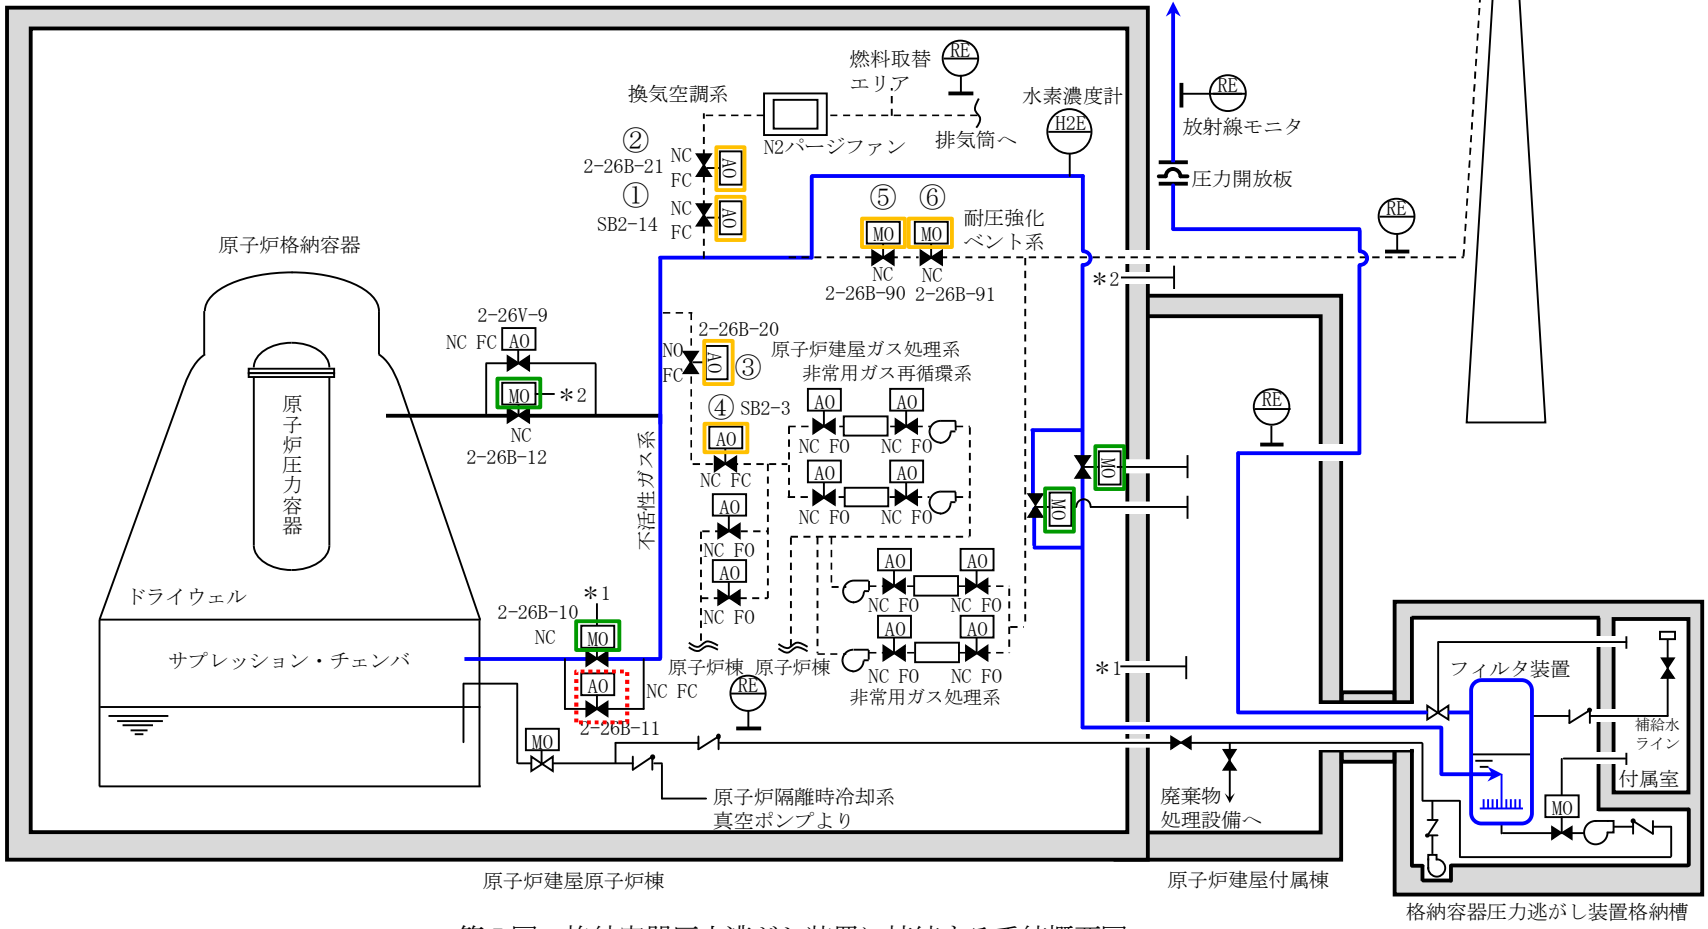 燃料取替
エリア
RE
換気空調系
水素濃度計
H2E
RE
放射線モニタ
②
2-26B-21
NC
FC
AO
N2パージファン
排気筒へ
①
SB2-14
NC
FC
AO
圧力開放板
⑤
⑥
MO
MO
NC
NC
2-26B-90
2-26B-91
耐圧強化
ベント系
RE
原子炉格納容器
*2
2-26V-9
NC FC
AO
MO
*2
NC
2-26B-12
2-26B-20
NO
FC
AO
③
原子炉建屋ガス処理系
非常用ガス再循環系
④
SB2-3
AO
NC FC
AO
AO
NC FO
NC FO
AO
AO
NC FO
NC FO
RE
原子炉圧力容器
不活性ガス系
AO
NC FO
AO
NC FO
MO
MO
AO
AO
NC FO
NC FO
AO
AO
NC FO
NC FO
ドライウェル
*1
2-26B-10
NC
MO
サプレッション・チェンバ
AO
NC FC
2-26B-11
原子炉棟
原子炉棟
RE
非常用ガス処理系
*1
フィルタ装置
補給水
ライン
付属室
MO
MO
原子炉隔離時冷却系
真空ポンプより
廃棄物
処理設備へ
原子炉建屋原子炉棟
原子炉建屋付属棟
格納容器圧力逃がし装置格納槽